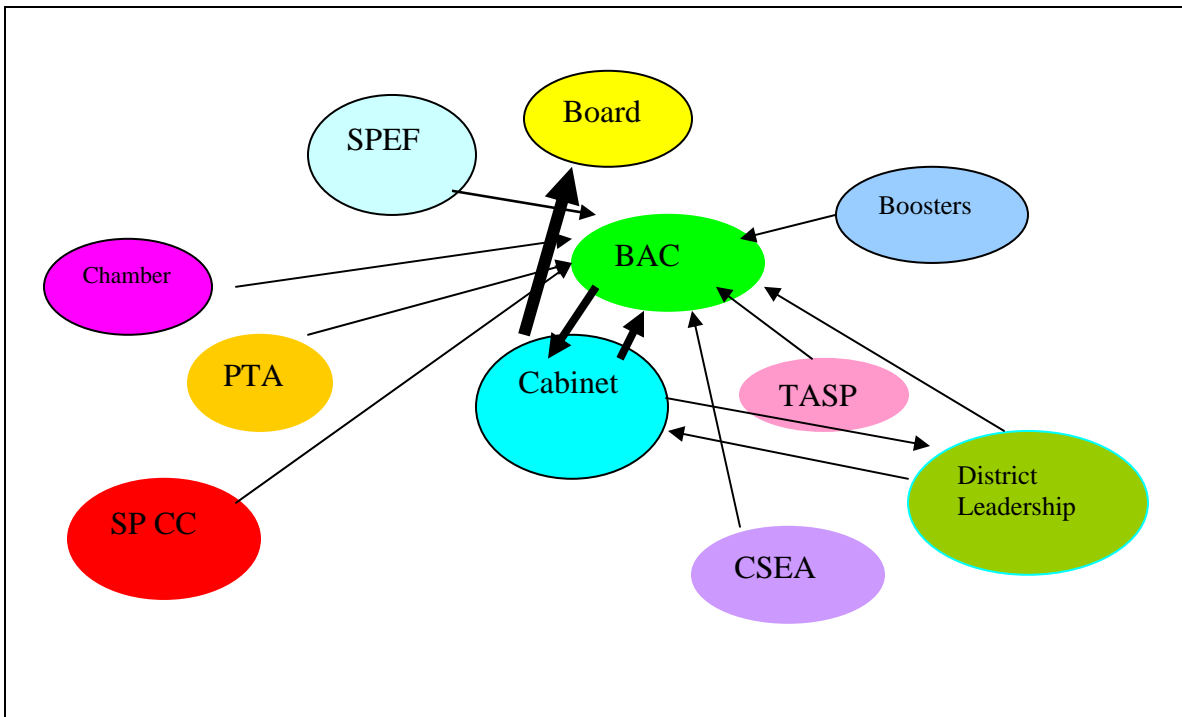 Board
SPEF
Boosters
BAC
Chamber
PTA
Cabinet
TASP
District
Leadership
SP CC
CSEA